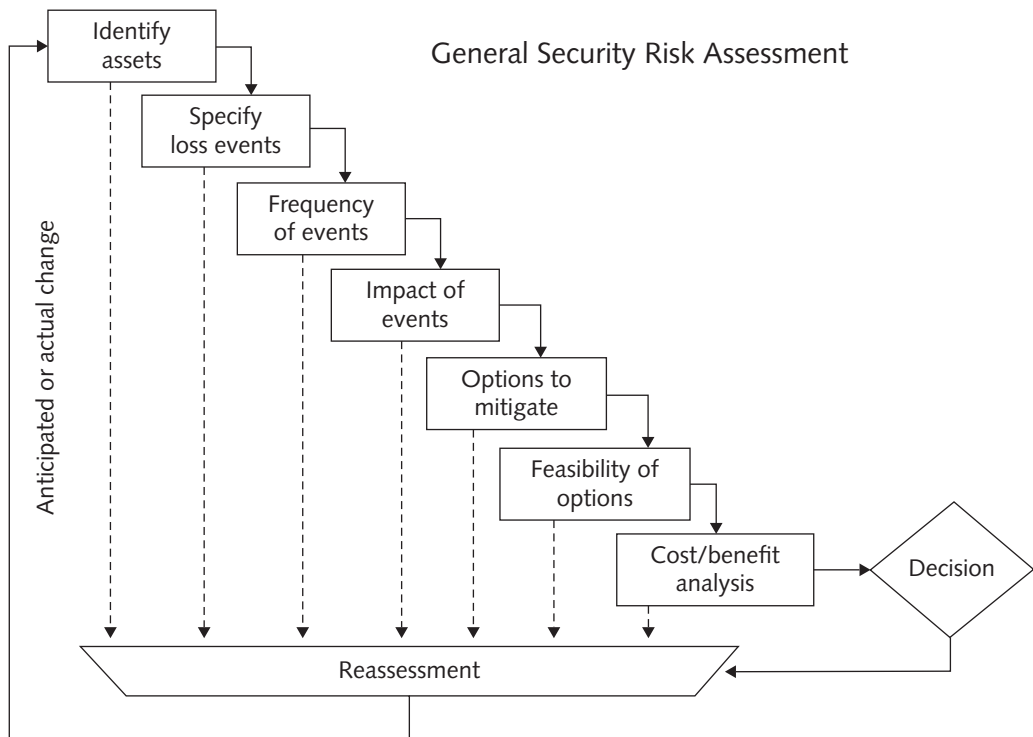 General Security Risk Assessment
Identify
assets
Specify
loss events
Frequency
of events
Impact of
events
Options to
mitigate
Feasibility of
options
Cost/benefit
analysis
Decision
Reassessment
Anticipated or actual change